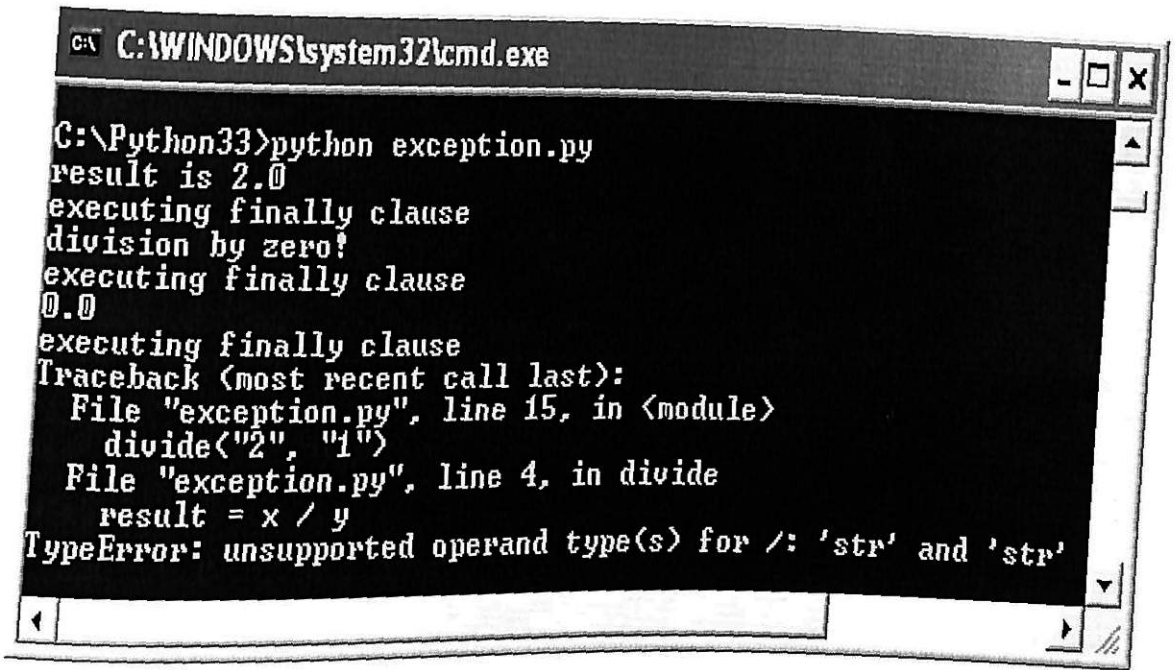 C:\WINDOWS\system32\cmd.exe
C:\Python33>python exception.py
result is 2.0
executing finally clause
division by zero!
executing finally clause
0.0
executing finally clause
Traceback (most recent call last):
  File "exception.py", line 15, in <module>
    divide("2", "1")
  File "exception.py", line 4, in divide
    result = x / y
TypeError: unsupported operand type(s) for /: 'str' and 'str'